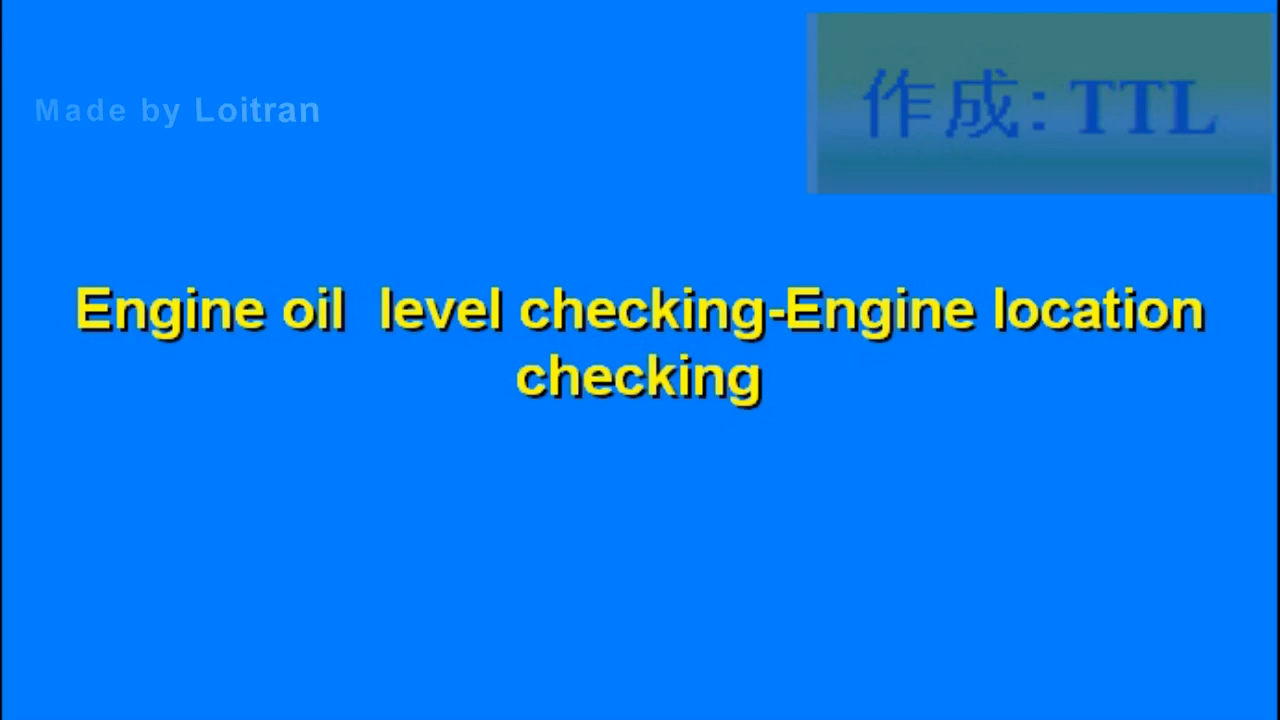 作成: TTL
Made by Loitran
Engine oil  level checking-Engine location
checking